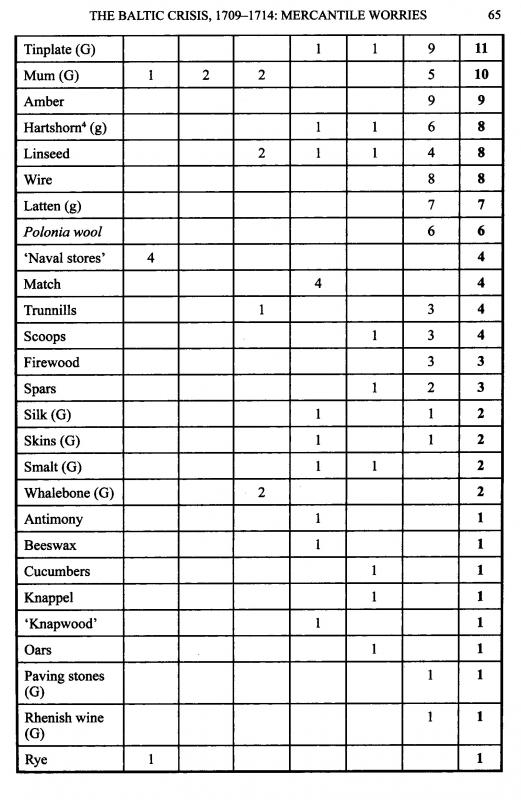 THE BALTIC CRISIS, 1709–1714: MERCANTILE WORRIES 65
Tinplate (G) 1 1 9 11
Mum (G) 1 2 2 5 10
Amber 9 9
Hartshorn⁴ (g) 1 1 6 8
Linseed 2 1 1 4 8
Wire 8 8
Latten (g) 7 7
Polonia wool 6 6
‘Naval stores’ 4 4
Match 4 4
Trunnills 1 3 4
Scoops 1 3 4
Firewood 3 3
Spars 1 2 3
Silk (G) 1 1 2
Skins (G) 1 1 2
Smalt (G) 1 1 2
Whalebone (G) 2 2
Antimony 1 1
Beeswax 1 1
Cucumbers 1 1
Knappel 1 1
‘Knapwood’ 1 1
Oars 1 1
Paving stones 1 1
(G)
Rhenish wine 1 1
(G)
Rye 1 1